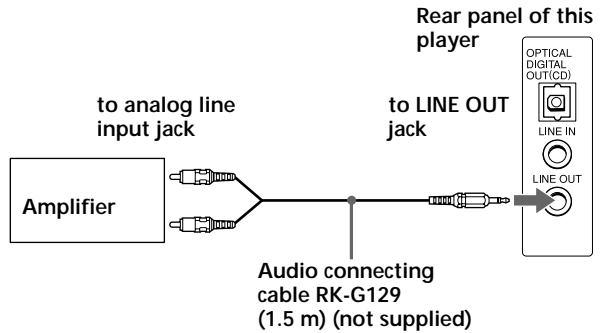 Rear panel of this
player
OPTICAL
DIGITAL
OUT(CD)
to analog line
input jack
to LINE OUT
jack
LINE IN
LINE OUT
Amplifier
Audio connecting
cable RK-G129
(1.5 m) (not supplied)